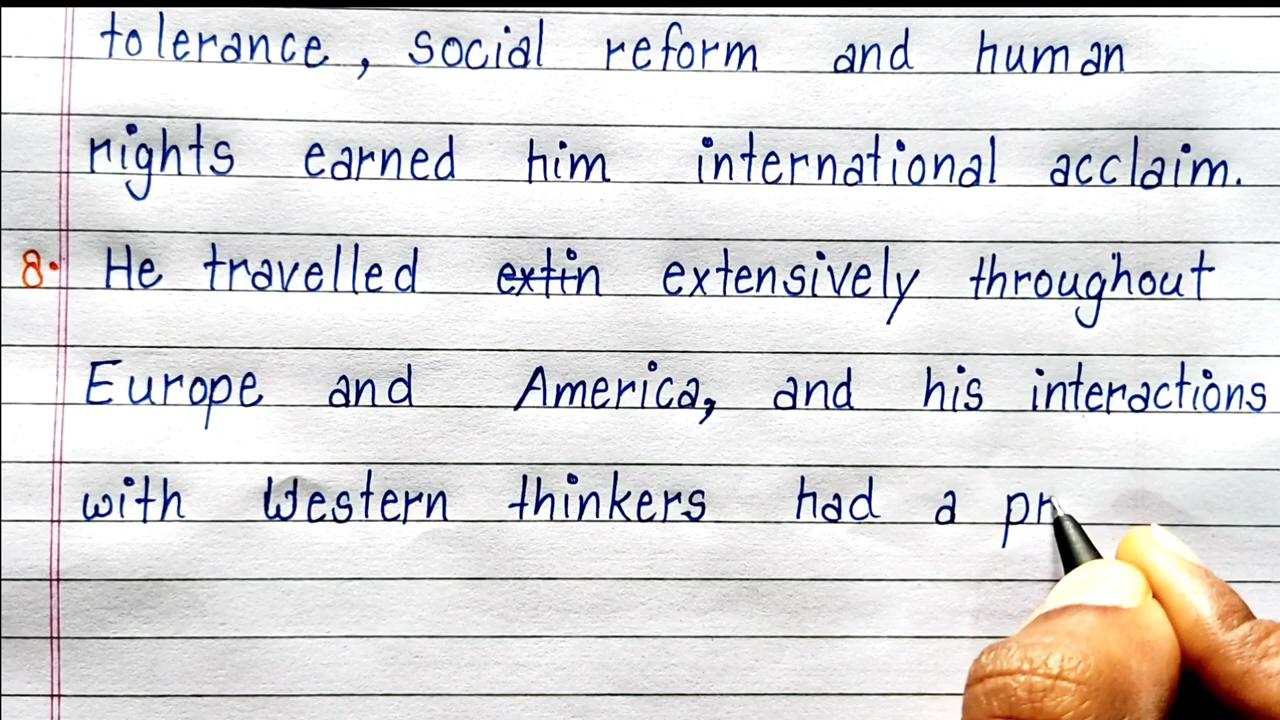 tolerance, social reform and human
rights earned him international acclaim.
8. He travelled extin extensively throughout
Europe and America, and his interactions
with Western thinkers had a pr